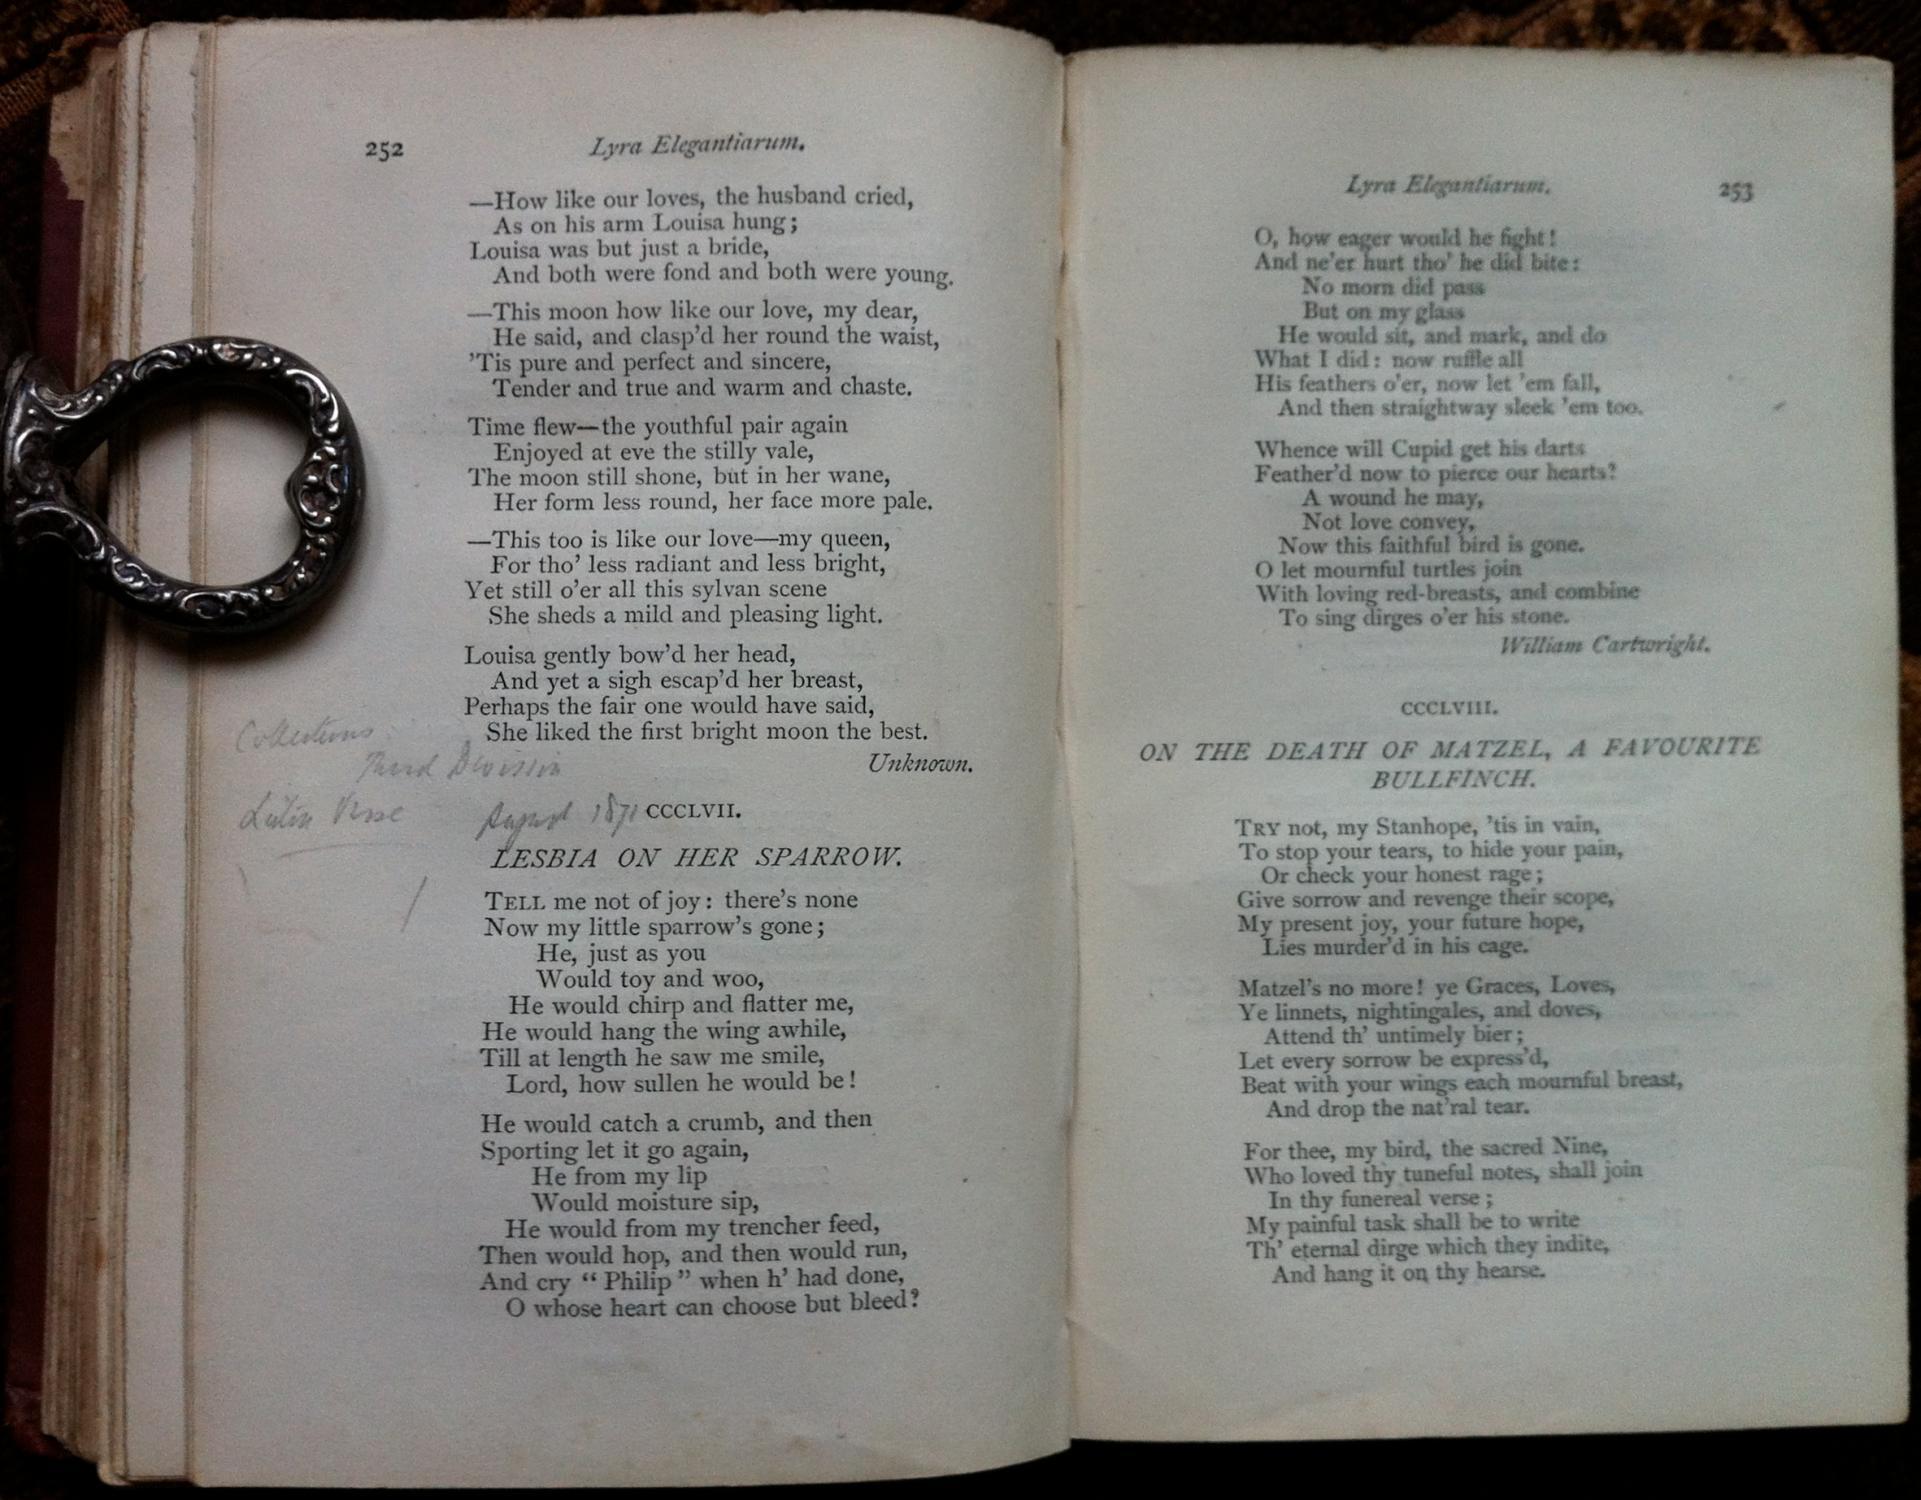 252 Lyra Elegantiarum.
—How like our loves, the husband cried,
As on his arm Louisa hung;
Louisa was but just a bride,
And both were fond and both were young.
—This moon how like our love, my dear,
He said, and clasp'd her round the waist,
'Tis pure and perfect and sincere,
Tender and true and warm and chaste.
Time flew—the youthful pair again
Enjoyed at eve the stilly vale,
The moon still shone, but in her wane,
Her form less round, her face more pale.
—This too is like our love—my queen,
For tho' less radiant and less bright,
Yet still o'er all this sylvan scene
She sheds a mild and pleasing light.
Louisa gently bow'd her head,
And yet a sigh escap'd her breast,
Perhaps the fair one would have said,
She liked the first bright moon the best.
Unknown.
Collections
Third Division
Latin Verse August 1871
CCCLVII.
LESBIA ON HER SPARROW.
TELL me not of joy: there's none
Now my little sparrow's gone;
He, just as you
Would toy and woo,
He would chirp and flatter me,
He would hang the wing awhile,
Till at length he saw me smile,
Lord, how sullen he would be!
He would catch a crumb, and then
Sporting let it go again,
He from my lip
Would moisture sip,
He would from my trencher feed,
Then would hop, and then would run,
And cry “Philip” when h' had done,
O whose heart can choose but bleed?
Lyra Elegantiarum. 253
O, how eager would he fight!
And ne'er hurt tho' he did bite:
No morn did pass
But on my glass
He would sit, and mark, and do
What I did: now ruffle all
His feathers o'er, now let 'em fall,
And then straightway sleek 'em too.
Whence will Cupid get his darts
Feather'd now to pierce our hearts?
A wound he may,
Not love convey,
Now this faithful bird is gone.
O let mournful turtles join
With loving red-breasts, and combine
To sing dirges o'er his stone.
William Cartwright.
CCCLVIII.
ON THE DEATH OF MATZEL, A FAVOURITE
BULLFINCH.
TRY not, my Stanhope, 'tis in vain,
To stop your tears, to hide your pain,
Or check your honest rage;
Give sorrow and revenge their scope,
My present joy, your future hope,
Lies murder'd in his cage.
Matzel's no more! ye Graces, Loves,
Ye linnets, nightingales, and doves,
Attend th' untimely bier;
Let every sorrow be express'd,
Beat with your wings each mournful breast,
And drop the nat'ral tear.
For thee, my bird, the sacred Nine,
Who loved thy tuneful notes, shall join
In thy funereal verse;
My painful task shall be to write
Th' eternal dirge which they indite,
And hang it on thy hearse.